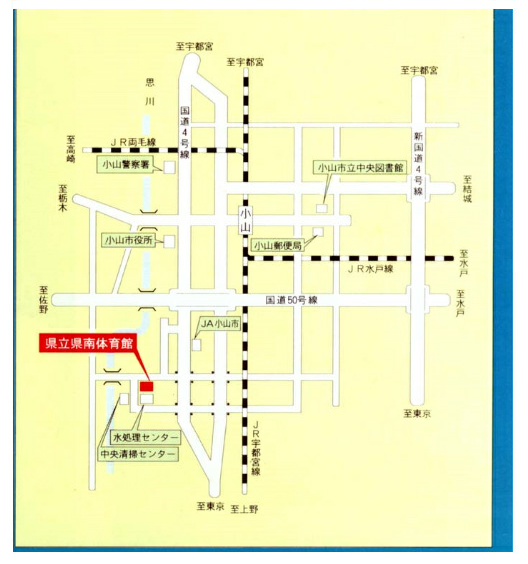 至宇都宮
至宇都宮
至宇都宮
思川
国道4号線
新国道4号線
至高崎
JR両毛線
小山警察署
小山市立中央図書館
至栃木
至結城
小山
小山市役所
小山郵便局
至水戸
JR水戸線
至佐野
国道50号線
至水戸
JA小山市
県立県南体育館
至東京
水処理センター
中央清掃センター
JR宇都宮線
至東京
至上野